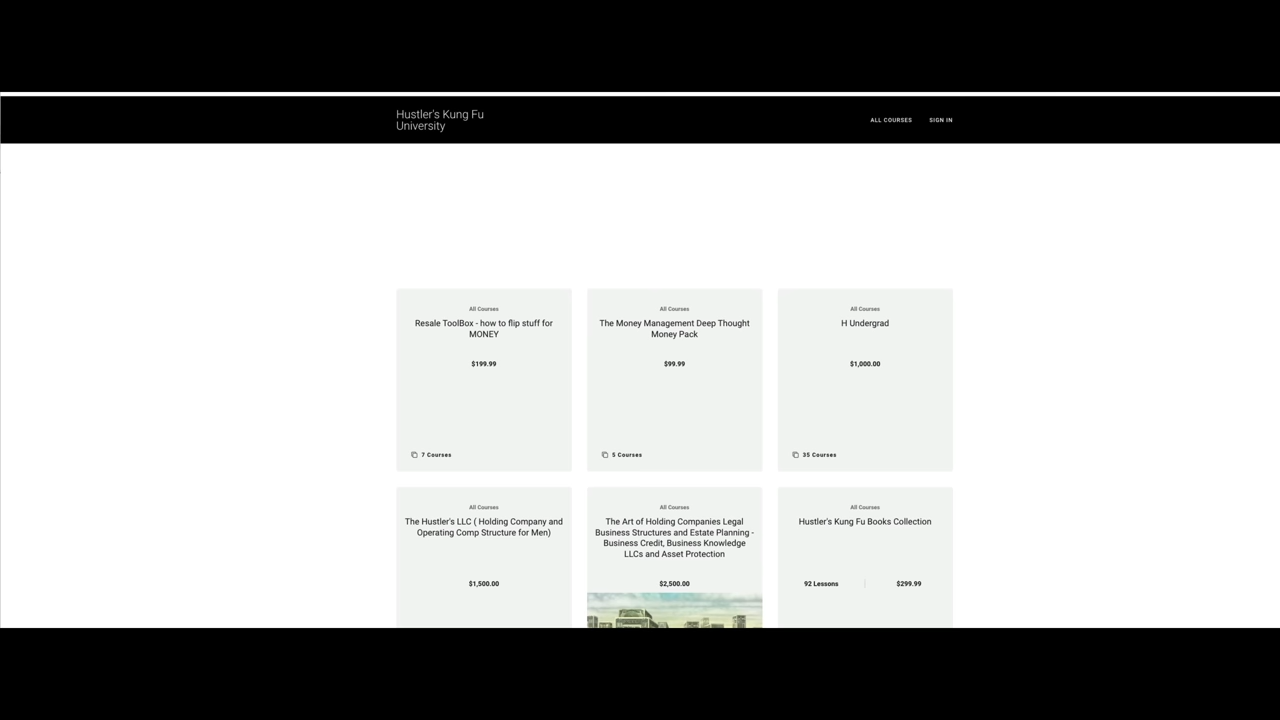 Hustler's Kung Fu
University
ALL COURSES
SIGN IN
All Courses
Resale ToolBox - how to flip stuff for
MONEY
$199.99
7 Courses
All Courses
The Money Management Deep Thought
Money Pack
$99.99
5 Courses
All Courses
H Undergrad
$1,000.00
35 Courses
All Courses
The Hustler's LLC ( Holding Company and
Operating Comp Structure for Men)
$1,500.00
All Courses
The Art of Holding Companies Legal
Business Structures and Estate Planning -
Business Credit, Business Knowledge
LLCs and Asset Protection
$2,500.00
All Courses
Hustler's Kung Fu Books Collection
92 Lessons
$299.99